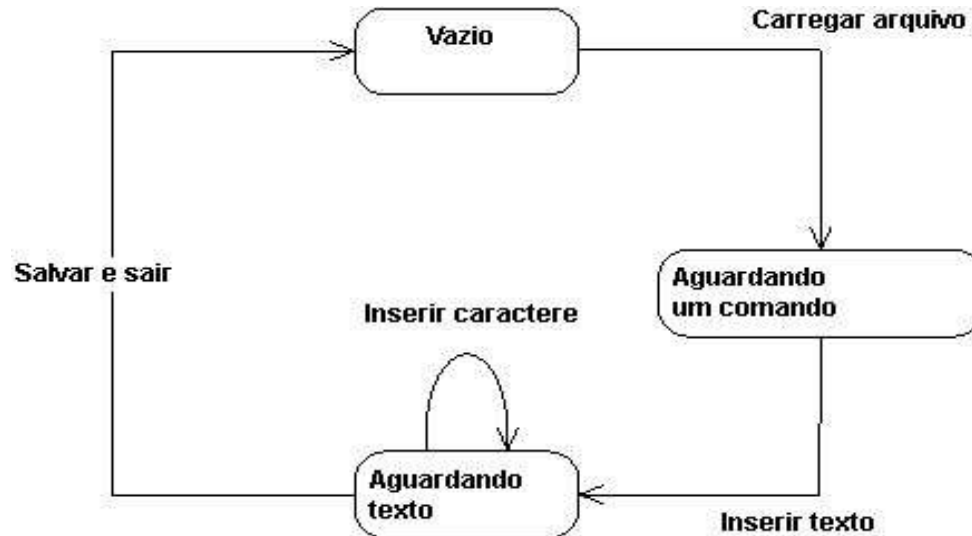 Vazio
Carregar arquivo
Aguardando
um comando
Salvar e sair
Inserir caractere
Aguardando
texto
Inserir texto